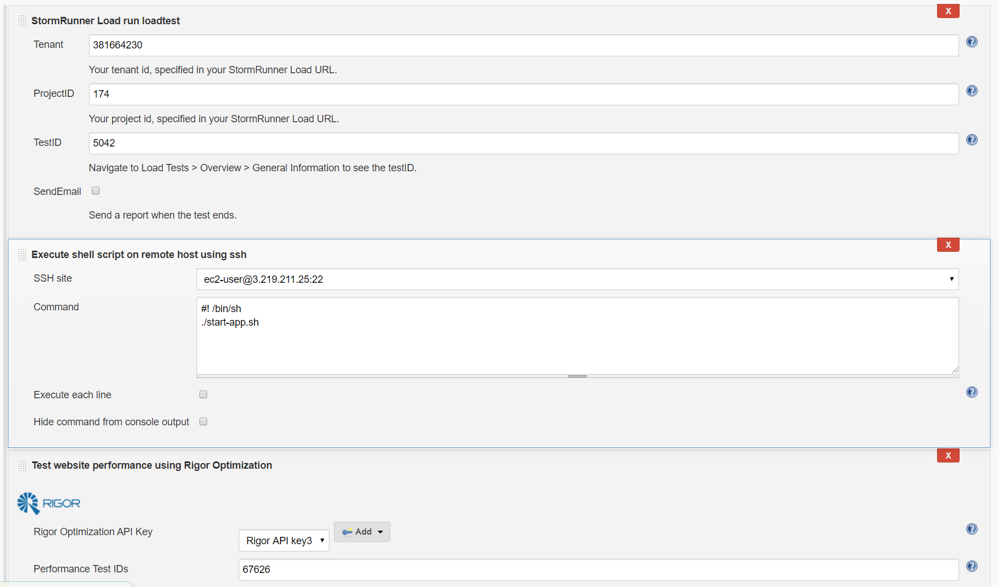 X
StormRunner Load run loadtest
Tenant
381664230
Your tenant id, specified in your StormRunner Load URL.
ProjectID
174
Your project id, specified in your StormRunner Load URL.
TestID
5042
Navigate to Load Tests > Overview > General Information to see the testID.
SendEmail
Send a report when the test ends.
X
Execute shell script on remote host using ssh
SSH site
ec2-user@3.219.211.25:22
Command
#! /bin/sh
./start-app.sh
Execute each line
Hide command from console output
X
Test website performance using Rigor Optimization
RIGOR
Rigor Optimization API Key
Rigor API key3
Add
Performance Test IDs
67626